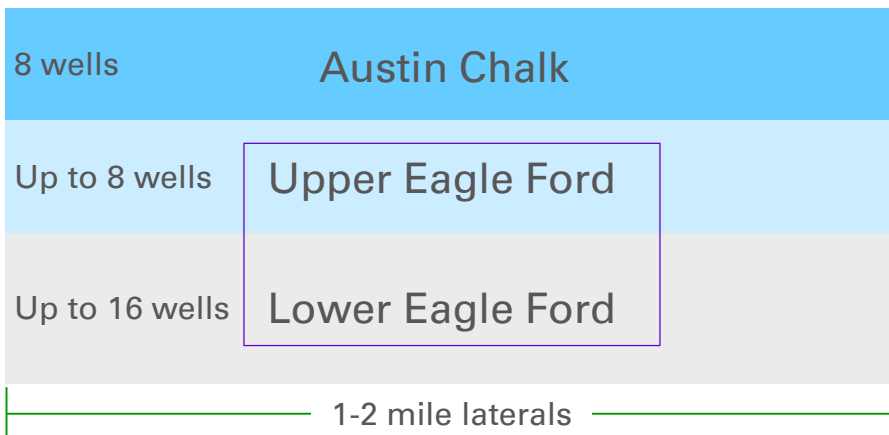 8 wells Austin Chalk
Up to 8 wells Upper Eagle Ford
Up to 16 wells Lower Eagle Ford
1-2 mile laterals